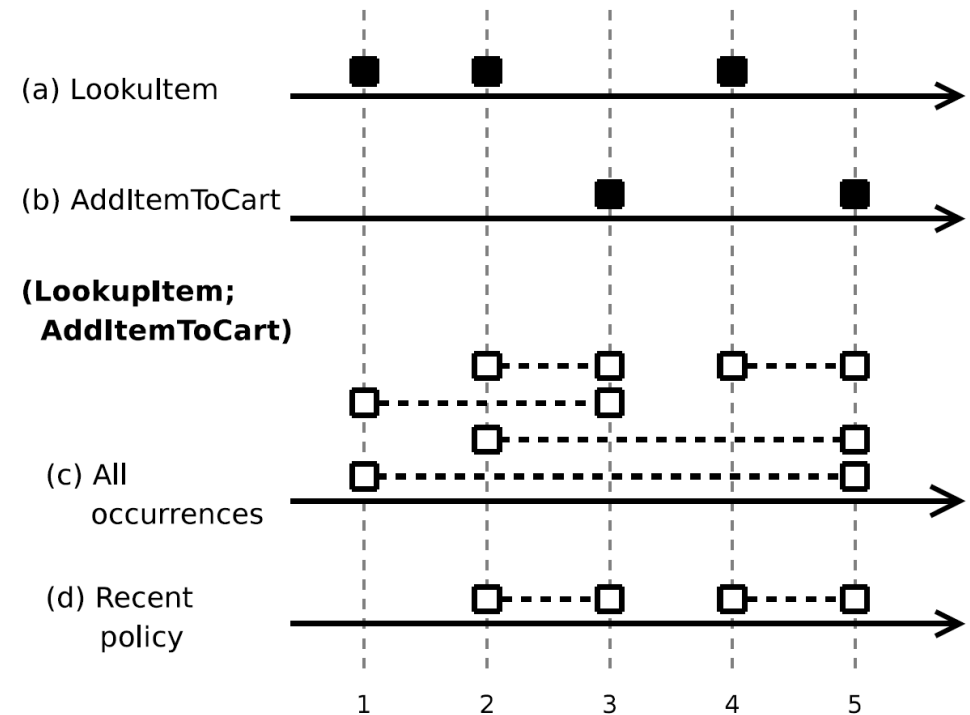 (a) LookuItem
(b) AddItemToCart
(LookupItem;
AddItemToCart)
(c) All
occurrences
(d) Recent
policy
1 2 3 4 5